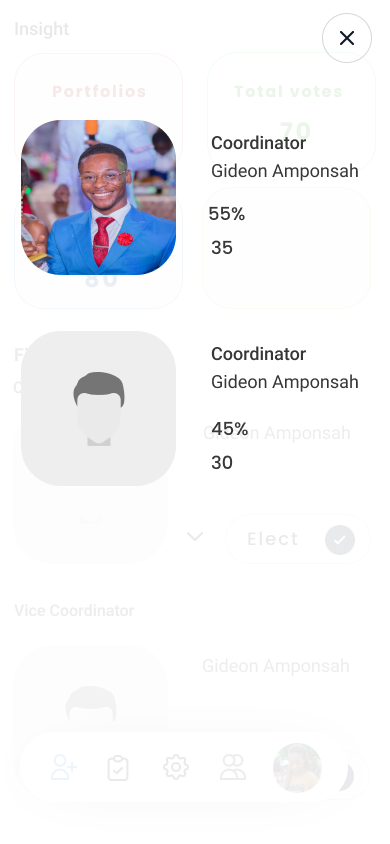 Insight
Portfolios
Total votes
70
Coordinator
Gideon Amponsah
55%
35
80
Coordinator
Gideon Amponsah
45%
Gideon Amponsah
30
Elect
Vice Coordinator
Gideon Amponsah